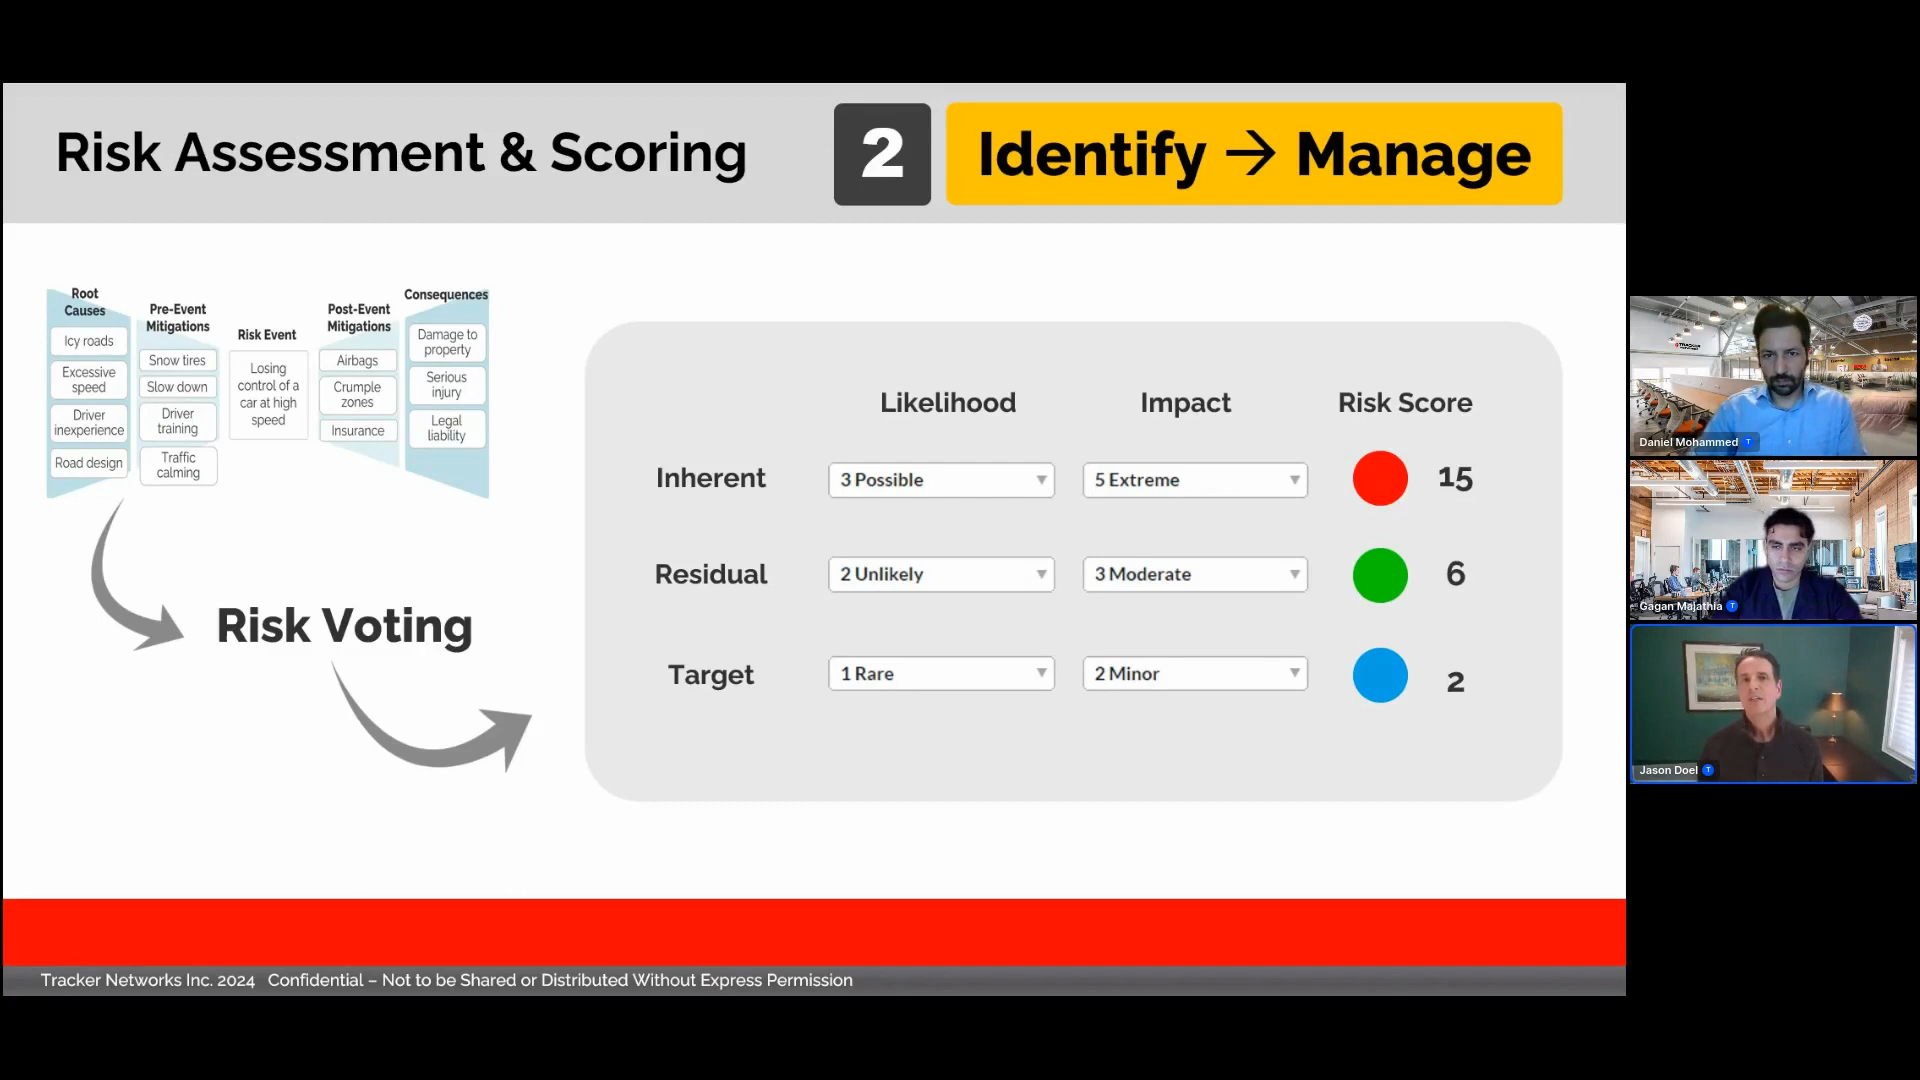 Risk Assessment & Scoring
2
Identify → Manage
Root
Causes
Icy roads
Excessive
speed
Driver
inexperience
Road design
Pre-Event
Mitigations
Snow tires
Slow down
Driver
training
Traffic
calming
Risk Event
Losing
control of a
car at high
speed
Post-Event
Mitigations
Airbags
Crumple
zones
Insurance
Consequences
Damage to
property
Serious
injury
Legal
liability
Risk Voting
Likelihood Impact Risk Score
Inherent 3 Possible 5 Extreme 15
Residual 2 Unlikely 3 Moderate 6
Target 1 Rare 2 Minor 2
Tracker Networks Inc. 2024 Confidential – Not to be Shared or Distributed Without Express Permission
TRACKER
Daniel Mohammed T
Gagan Majathia T
Jason Doel T